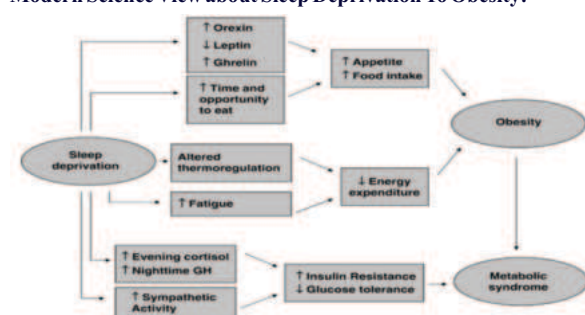 Modern Science View about Sleep Deprivation To Obesity:
↑ Orexin
↓ Leptin
↑ Ghrelin
↑ Time and
opportunity
to eat
↑ Appetite
↑ Food intake
Obesity
Sleep
deprivation
Altered
thermoregulation
↑ Fatigue
↓ Energy
expenditure
↑ Evening cortisol
↑ Nighttime GH
↑ Sympathetic
Activity
↑ Insulin Resistance
↓ Glucose tolerance
Metabolic
syndrome